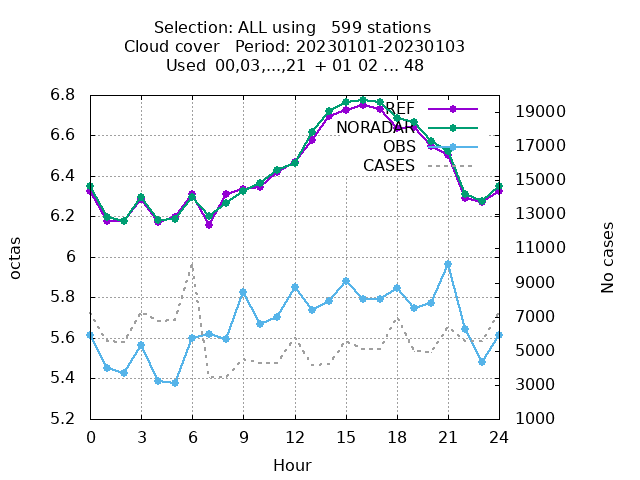 Selection: ALL using   599 stations
Cloud cover   Period: 20230101-20230103
Used  00,03,...,21 + 01 02 ... 48
6.8
6.6
6.4
6.2
6
5.8
5.6
5.4
5.2
octas
19000
17000
15000
13000
11000
9000
7000
5000
3000
1000
No cases
REF
NORADAR
OBS
CASES
0 3 6 9 12 15 18 21 24
Hour